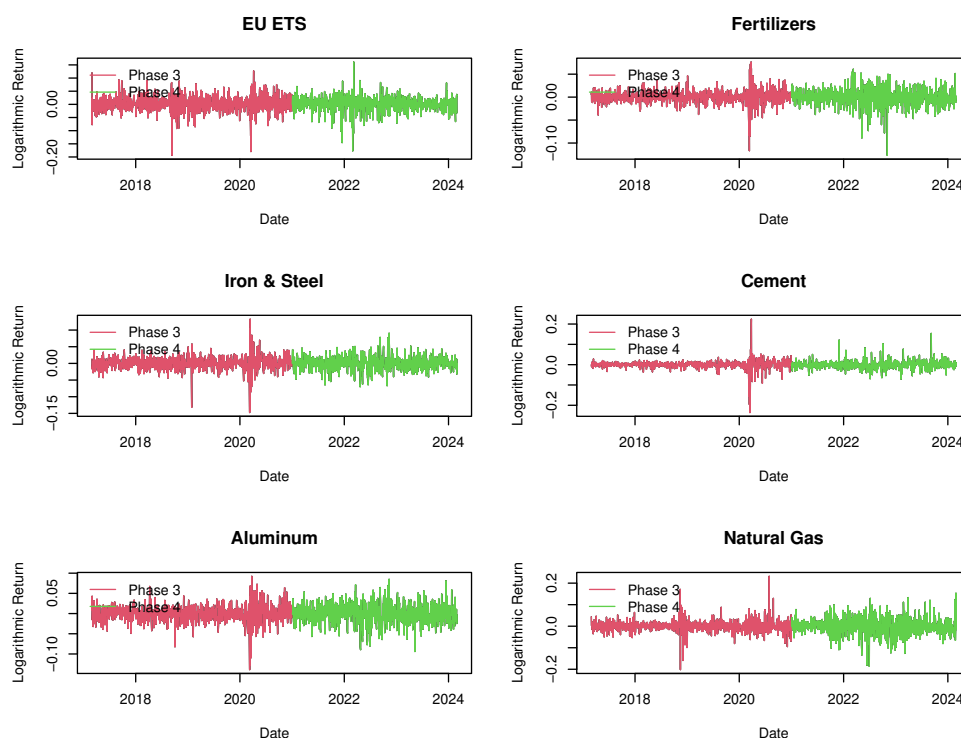 EU ETS
Logarithmic Return
0.00
−0.20
Phase 3
Phase 4
2018 2020 2022 2024
Date
Fertilizers
Logarithmic Return
0.00
−0.10
Phase 3
Phase 4
2018 2020 2022 2024
Date
Iron & Steel
Logarithmic Return
0.00
−0.15
Phase 3
Phase 4
2018 2020 2022 2024
Date
Cement
Logarithmic Return
0.2
0.0
−0.2
Phase 3
Phase 4
2018 2020 2022 2024
Date
Aluminum
Logarithmic Return
0.05
−0.10
Phase 3
Phase 4
2018 2020 2022 2024
Date
Natural Gas
Logarithmic Return
0.2
0.0
−0.2
Phase 3
Phase 4
2018 2020 2022 2024
Date